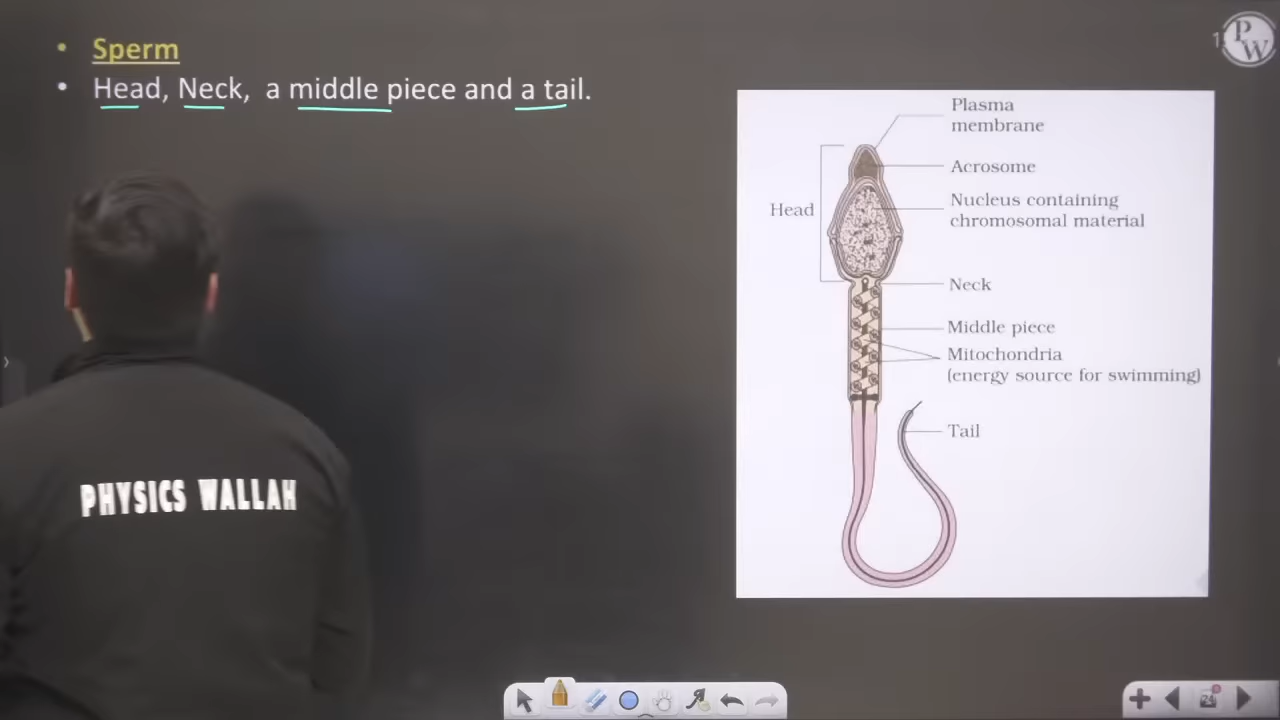 Sperm
Head, Neck, a middle piece and a tail.
PW
Plasma
membrane
Acrosome
Nucleus containing
chromosomal material
Head
Neck
Middle piece
Mitochondria
(energy source for swimming)
Tail
PHYSICS WALLAH
24